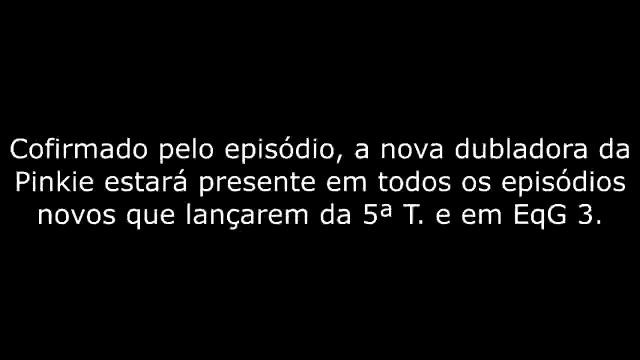 Cofirmado pelo episódio, a nova dubladora da
Pinkie estará presente em todos os episódios
novos que lançarem da 5ª T. e em EqG 3.